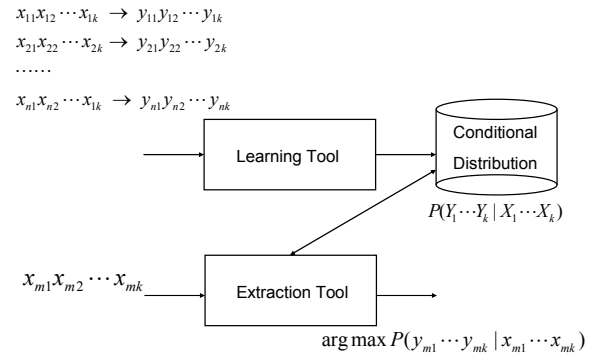 x₁₁x₁₂⋯x₁ₖ → y₁₁y₁₂⋯y₁ₖ
x₂₁x₂₂⋯x₂ₖ → y₂₁y₂₂⋯y₂ₖ
⋯⋯
xₙ₁xₙ₂⋯x₁ₖ → yₙ₁yₙ₂⋯yₙₖ
Learning Tool
Conditional
Distribution
P(Y₁⋯Yₖ | X₁⋯Xₖ)
xₘ₁xₘ₂⋯xₘₖ
Extraction Tool
arg max P(yₘ₁⋯yₘₖ | xₘ₁⋯xₘₖ)